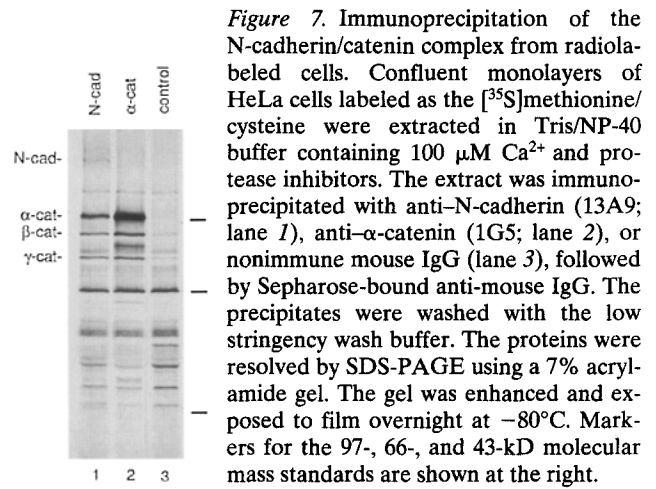 N-cad
α-cat
control
N-cad-
α-cat-
β-cat-
γ-cat-
1 2 3
Figure 7. Immunoprecipitation of the
N-cadherin/catenin complex from radiola-
beled cells. Confluent monolayers of
HeLa cells labeled as the [³⁵S]methionine/
cysteine were extracted in Tris/NP-40
buffer containing 100 μM Ca²⁺ and pro-
tease inhibitors. The extract was immuno-
precipitated with anti–N-cadherin (13A9;
lane 1), anti–α-catenin (1G5; lane 2), or
nonimmune mouse IgG (lane 3), followed
by Sepharose-bound anti-mouse IgG. The
precipitates were washed with the low
stringency wash buffer. The proteins were
resolved by SDS-PAGE using a 7% acryl-
amide gel. The gel was enhanced and ex-
posed to film overnight at −80°C. Mark-
ers for the 97-, 66-, and 43-kD molecular
mass standards are shown at the right.